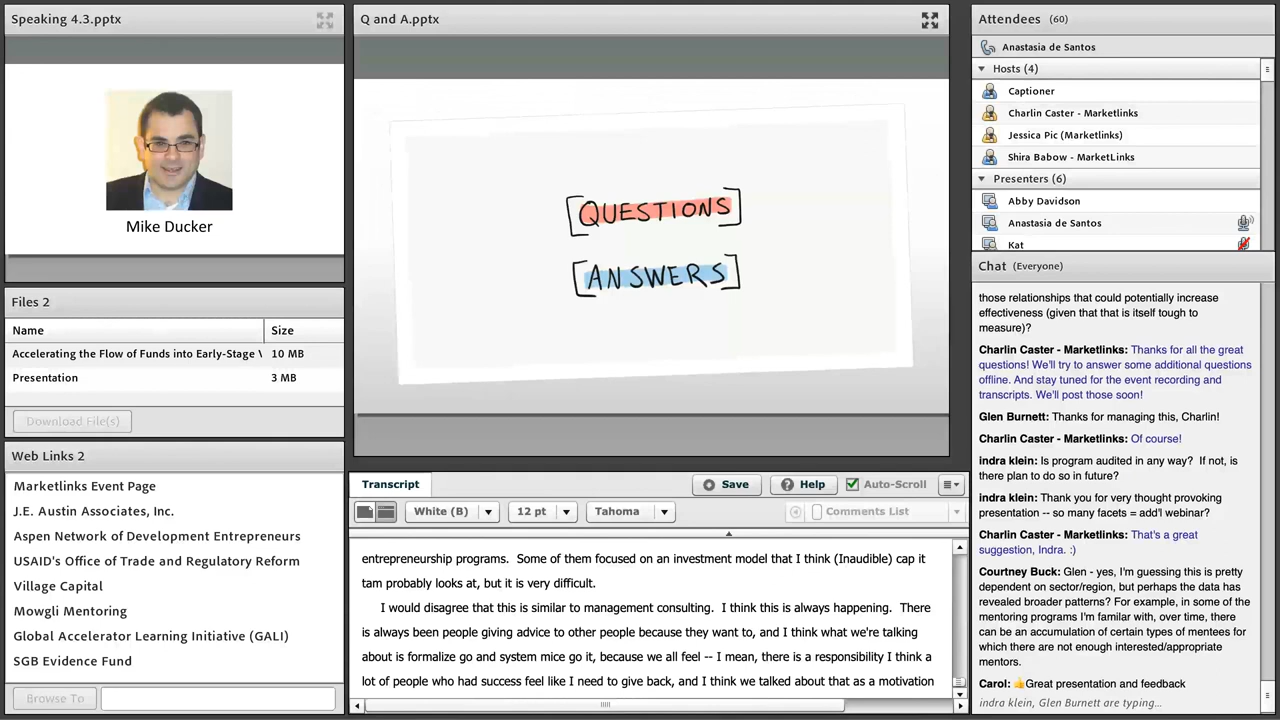 Speaking 4.3.pptx
Mike Ducker
Files 2
Name Size
Accelerating the Flow of Funds into Early-Stage 10 MB
Presentation 3 MB
Download File(s)
Web Links 2
Marketlinks Event Page
J.E. Austin Associates, Inc.
Aspen Network of Development Entrepreneurs
USAID's Office of Trade and Regulatory Reform
Village Capital
Mowgli Mentoring
Global Accelerator Learning Initiative (GALI)
SGB Evidence Fund
Browse To
Q and A.pptx
[QUESTIONS]
[ANSWERS]
Transcript Save Help Auto-Scroll
White (B) 12 pt Tahoma Comments List
entrepreneurship programs. Some of them focused on an investment model that I think (Inaudible) cap it
tam probably looks at, but it is very difficult.
I would disagree that this is similar to management consulting. I think this is always happening. There
is always been people giving advice to other people because they want to, and I think what we're talking
about is formalize go and system mice go it, because we all feel -- I mean, there is a responsibility I think a
lot of people who had success feel like I need to give back, and I think we talked about that as a motivation
Attendees (60)
Anastasia de Santos
Hosts (4)
Captioner
Charlin Caster - Marketlinks
Jessica Pic (Marketlinks)
Shira Babow - MarketLinks
Presenters (6)
Abby Davidson
Anastasia de Santos
Kat
Chat (Everyone)
those relationships that could potentially increase
effectiveness (given that that is itself tough to
measure)?
Charlin Caster - Marketlinks: Thanks for all the great
questions! We'll try to answer some additional questions
offline. And stay tuned for the event recording and
transcripts. We'll post those soon!
Glen Burnett: Thanks for managing this, Charlin!
Charlin Caster - Marketlinks: Of course!
indra klein: Is program audited in any way? If not, is
there plan to do so in future?
indra klein: Thank you for very thought provoking
presentation -- so many facets = add'l webinar?
Charlin Caster - Marketlinks: That's a great
suggestion, Indra. :)
Courtney Buck: Glen - yes, I'm guessing this is pretty
dependent on sector/region, but perhaps the data has
revealed broader patterns? For example, in some of the
mentoring programs I'm familiar with, over time, there
can be an accumulation of certain types of mentees for
which there are not enough interested/appropriate
mentors.
Carol: 👍Great presentation and feedback
indra klein, Glen Burnett are typing...